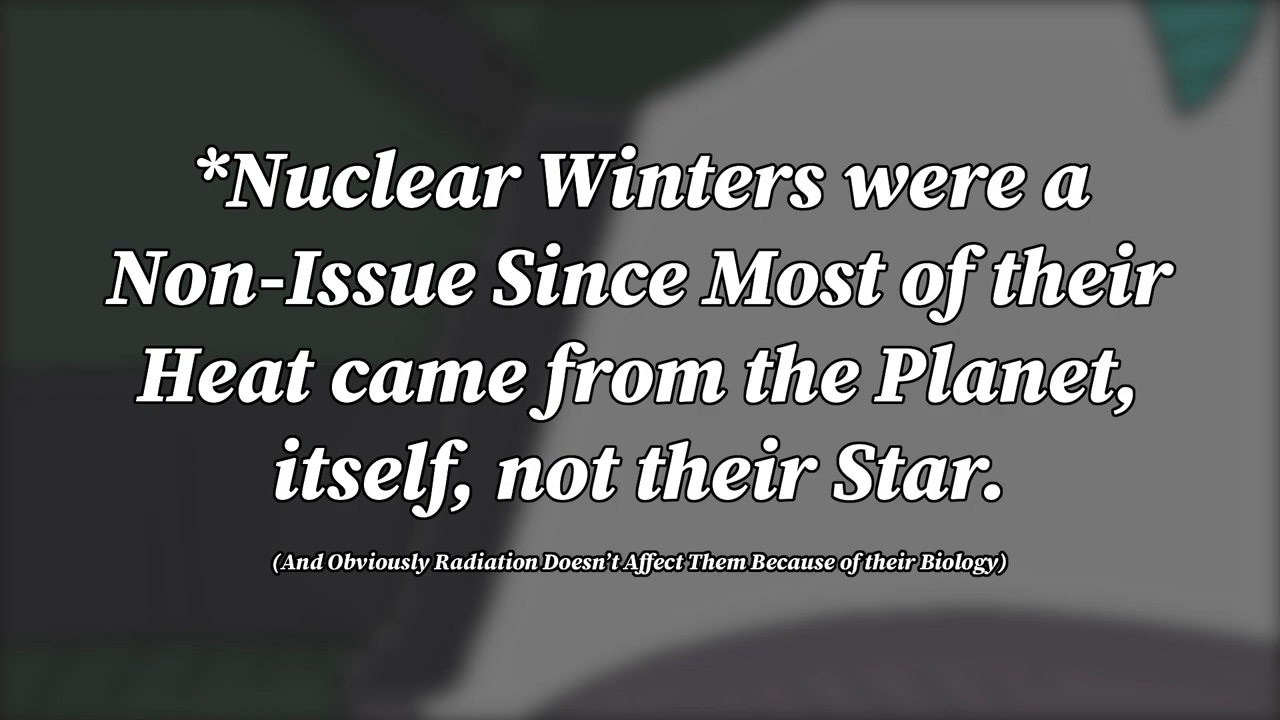 *Nuclear Winters were a
Non-Issue Since Most of their
Heat came from the Planet,
itself, not their Star.
(And Obviously Radiation Doesn't Affect Them Because of their Biology)